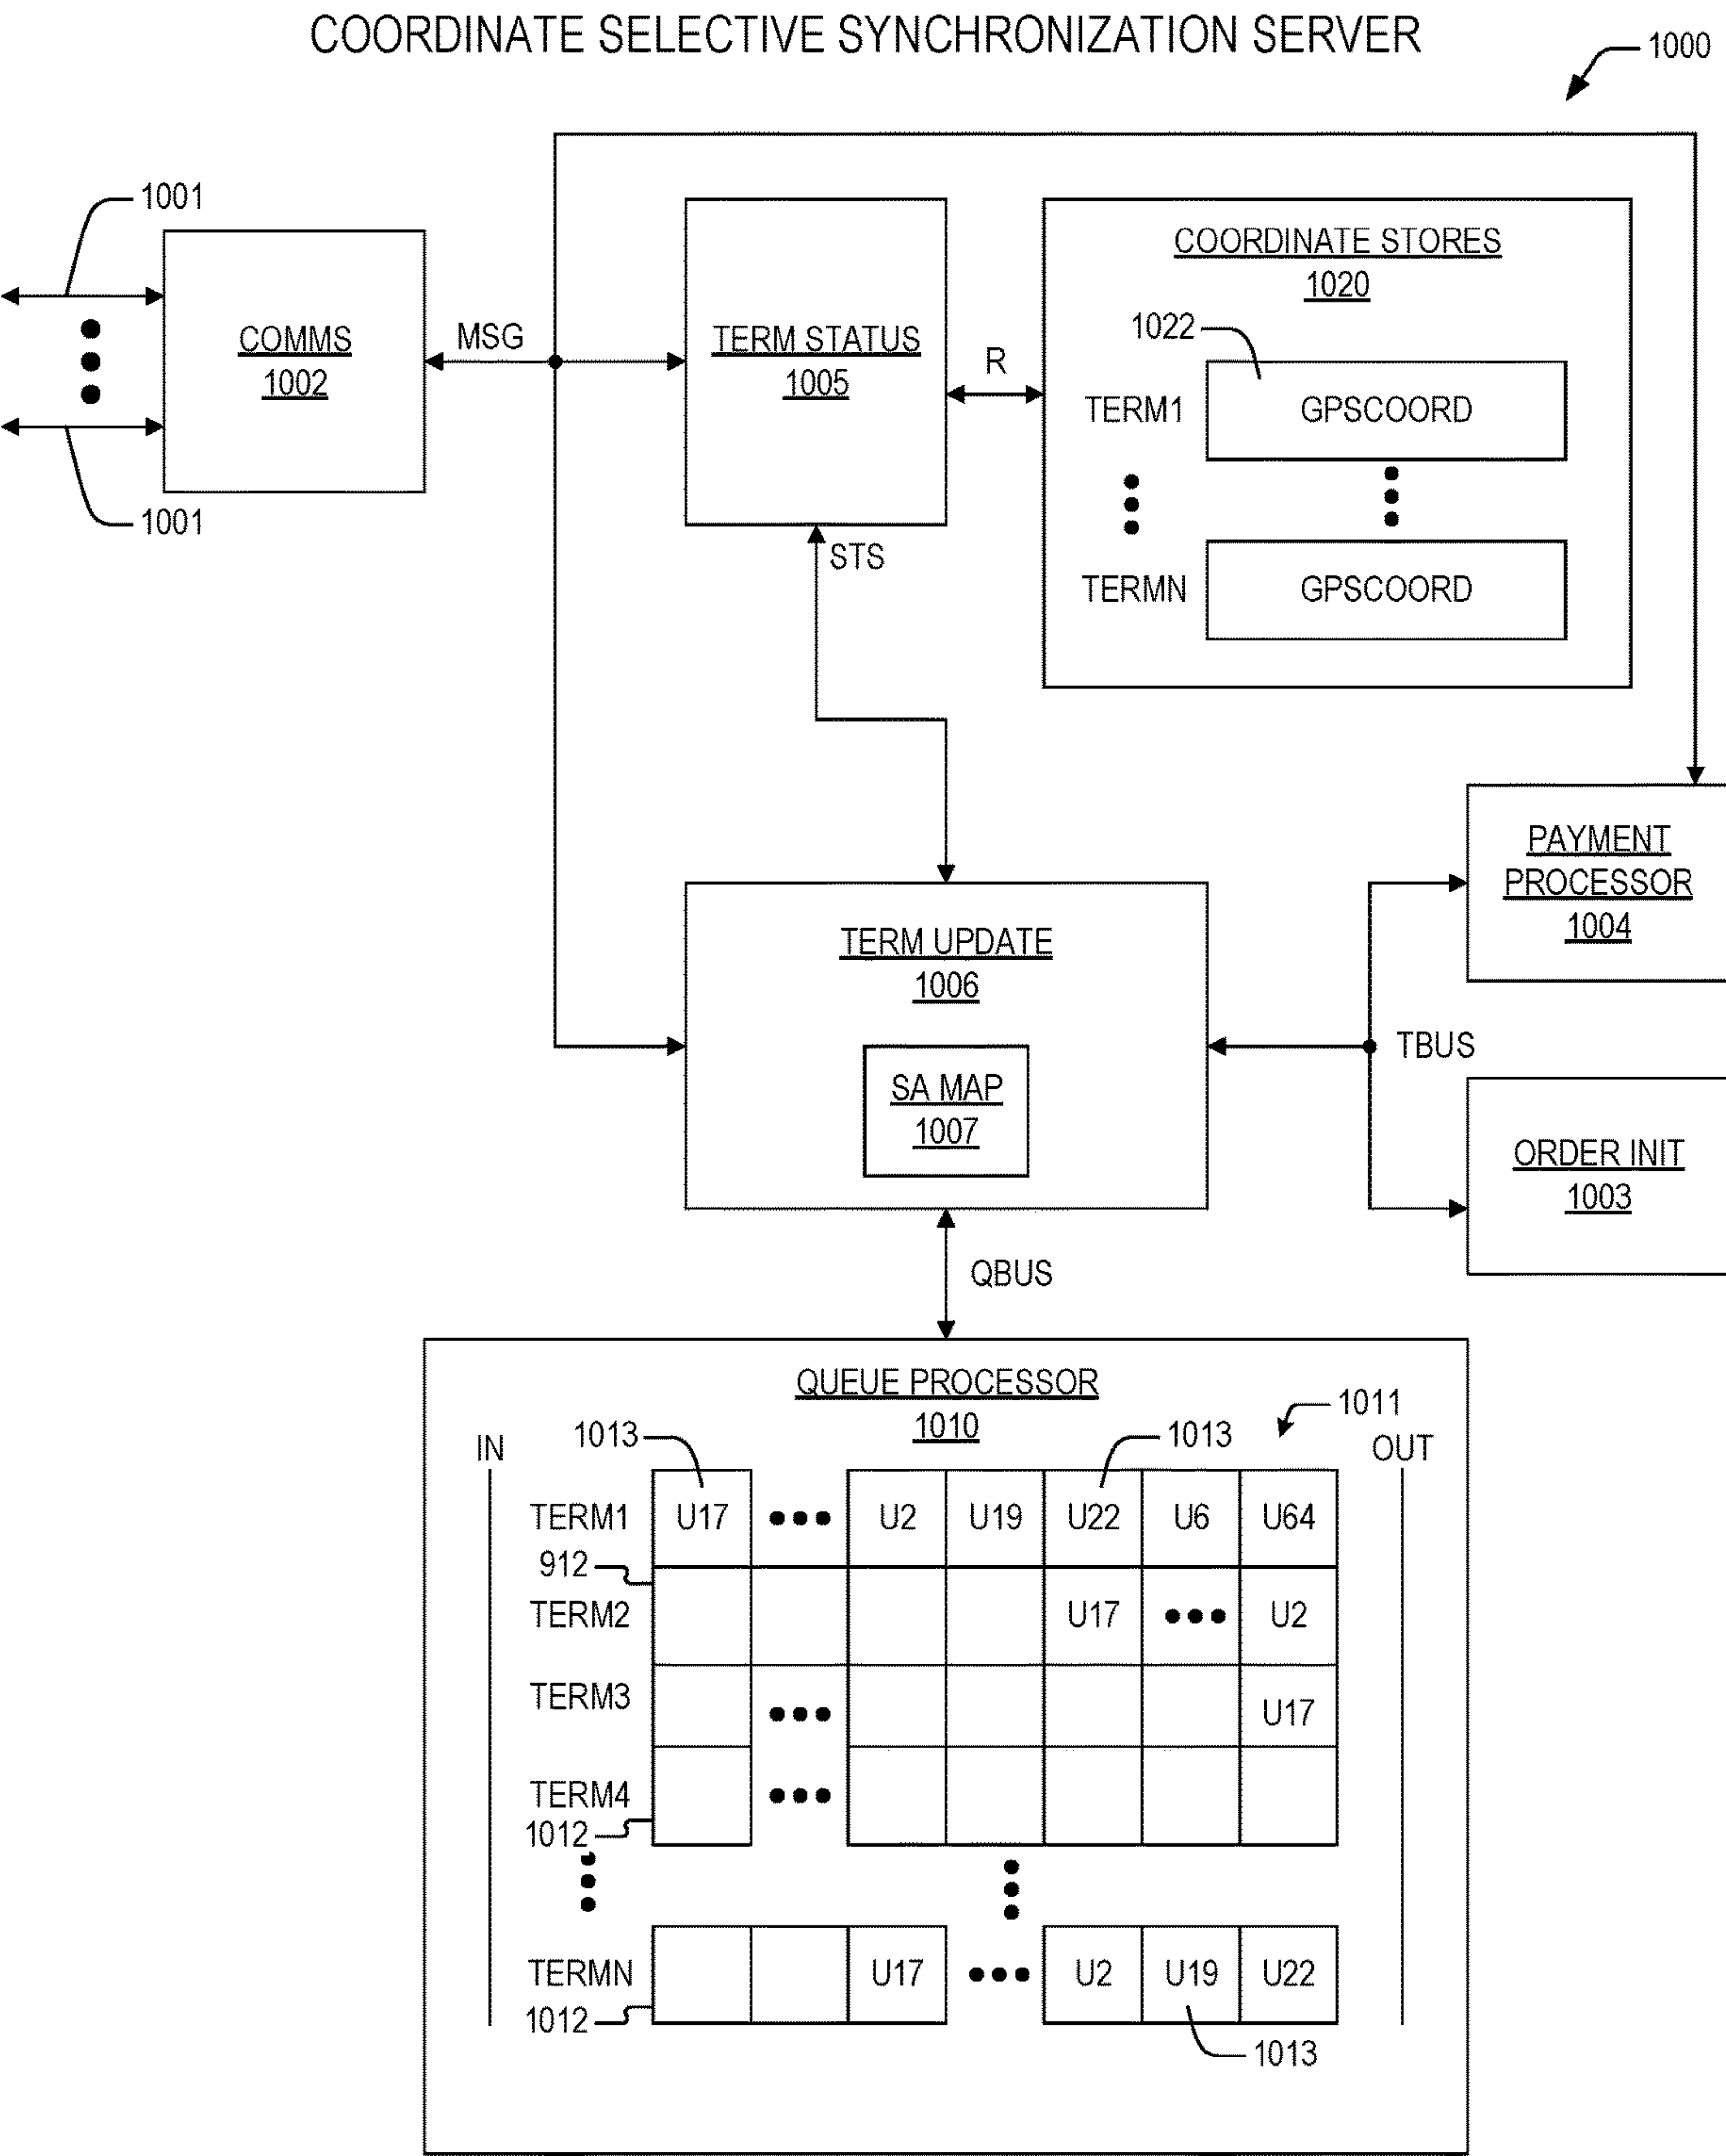 COORDINATE SELECTIVE SYNCHRONIZATION SERVER
1000
1001
COMMS
1002
1001
MSG
TERM STATUS
1005
R
COORDINATE STORES
1020
1022
TERM1
GPSCOORD
TERMN
GPSCOORD
STS
PAYMENT
PROCESSOR
1004
TERM UPDATE
1006
SA MAP
1007
TBUS
ORDER INIT
1003
QBUS
QUEUE PROCESSOR
1010
1011
IN
1013
1013
OUT
TERM1 U17 U2 U19 U22 U6 U64
912
TERM2 U17 U2
TERM3 U17
TERM4
1012
TERMN U17 U2 U19 U22
1012
1013